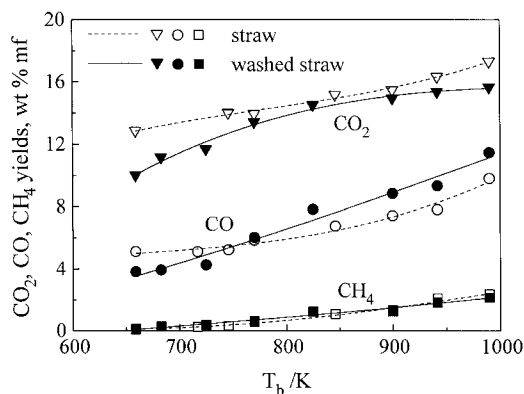 20
16
12
8
4
0
CO2, CO, CH4 yields, wt % mf
straw
washed straw
CO2
CO
CH4
600
700
800
900
1000
Tb /K